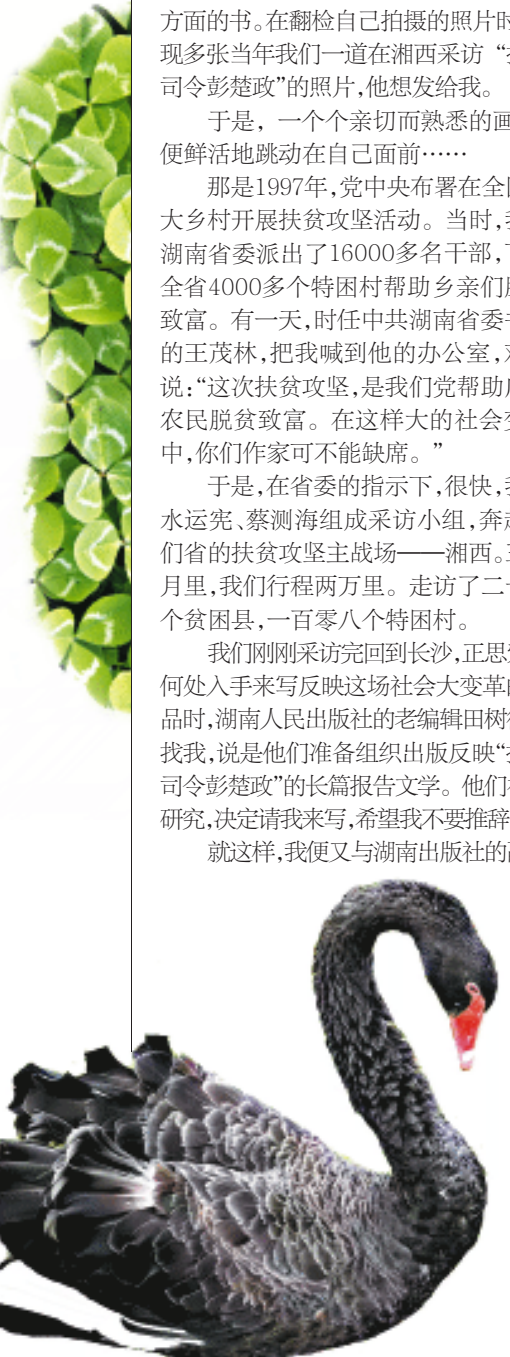 方面的书。在翻检自己拍摄的照片时
现多张当年我们一道在湘西采访“
司令彭楚政”的照片,他想发给我。
于是,一个个亲切而熟悉的画
便鲜活地跳动在自己面前……
那是1997年,党中央布署在全
大乡村开展扶贫攻坚活动。当时,
湖南省委派出了16000多名干部,
全省4000多个特困村帮助乡亲们
致富。有一天,时任中共湖南省委
的王茂林,把我喊到他的办公室,
说:“这次扶贫攻坚,是我们党帮助
农民脱贫致富。在这样大的社会
中,你们作家可不能缺席。”
于是,在省委的指示下,很快,
水运宪、蔡测海组成采访小组,奔
们省的扶贫攻坚主战场——湘西。
月里,我们行程两万里。走访了二
个贫困县,一百零八个特困村。
我们刚刚采访完回到长沙,正思
何处入手来写反映这场社会大变革
品时,湖南人民出版社的老编辑田树
找我,说是他们准备组织出版反映“
司令彭楚政”的长篇报告文学。他们
研究,决定请我来写,希望我不要推辞
就这样,我便又与湖南出版社的